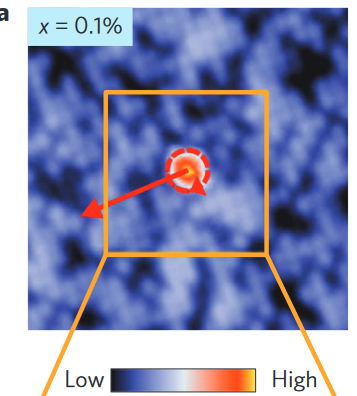 a
x = 0.1%
Low High